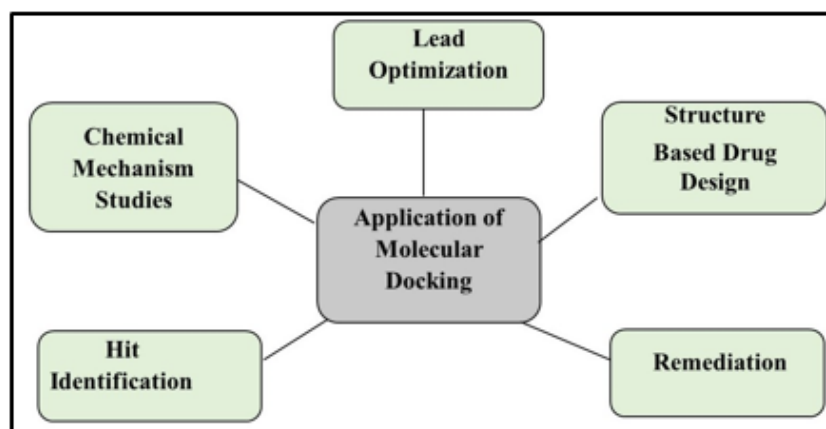 Lead
Optimization
Chemical
Mechanism
Studies
Structure
Based Drug
Design
Application of
Molecular
Docking
Hit
Identification
Remediation